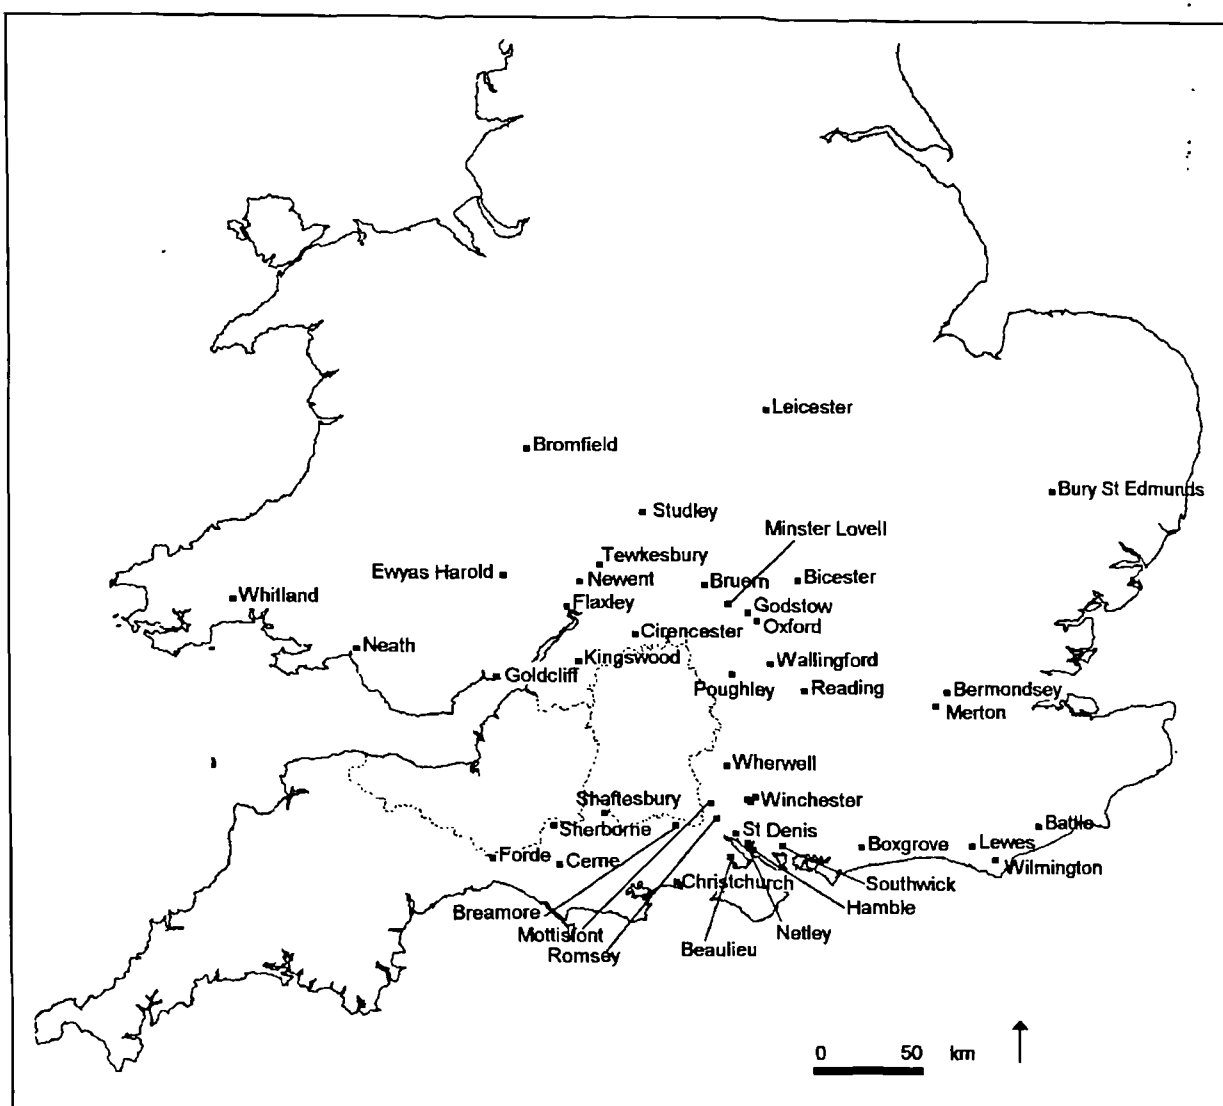 Leicester
Bromfield
Bury St Edmunds
Studley
Minster Lovell
Tewkesbury
Ewyas Harold
Newent
Bruern
Bicester
Whitland
Flaxley
Godstow
Oxford
Cirencester
Neath
Kingswood
Wallingford
Goldcliff
Poughley
Reading
Bermondsey
Merton
Wherwell
Shaftesbury
Winchester
Sherborne
St Denis
Battle
Boxgrove
Lewes
Forde
Cerne
Wilmington
Christchurch
Southwick
Breamore
Hamble
Mottisfont
Netley
Romsey
Beaulieu
0 50 km